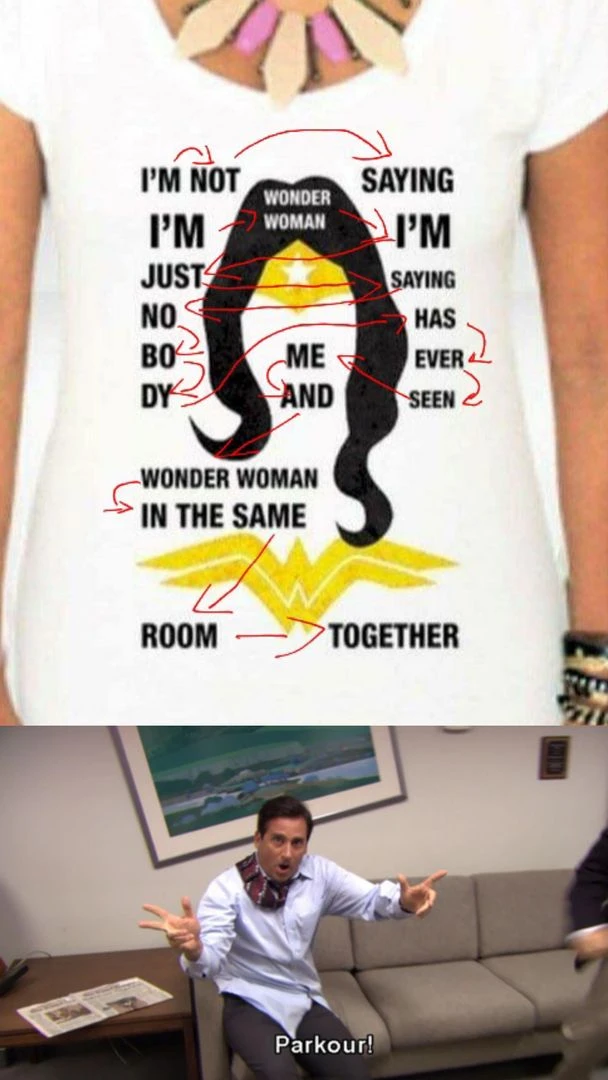 I'M NOT SAYING
I'M WONDER WOMAN I'M
JUST SAYING
NO HAS
BO ME EVER
DY AND SEEN
WONDER WOMAN
IN THE SAME
ROOM TOGETHER
Parkour!